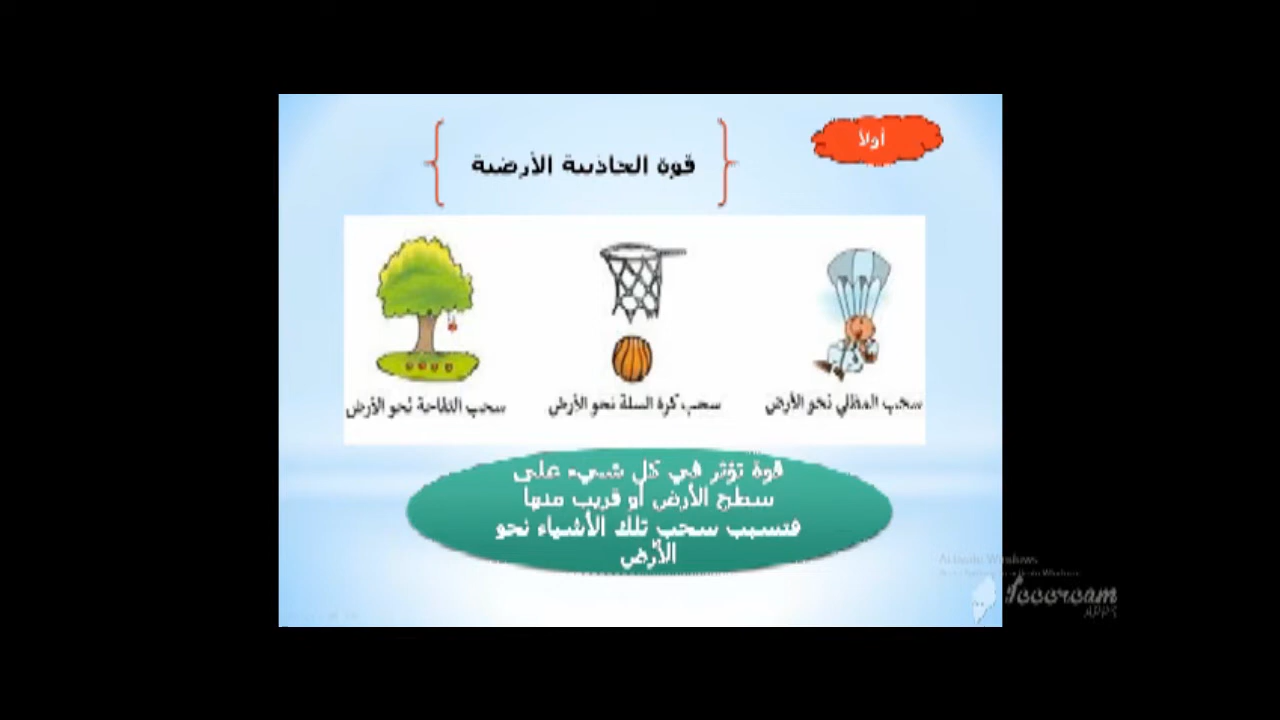 أولاً
قوة الجاذبية الأرضية
سحب المظلي نحو الأرض
سحب كرة السلة نحو الأرض
سحب التفاحة نحو الأرض
قوة تؤثر في كل شيء على
سطح الأرض أو قريب منها
فتسبب سحب تلك الأشياء نحو
الأرض
Activate Windows
APPS